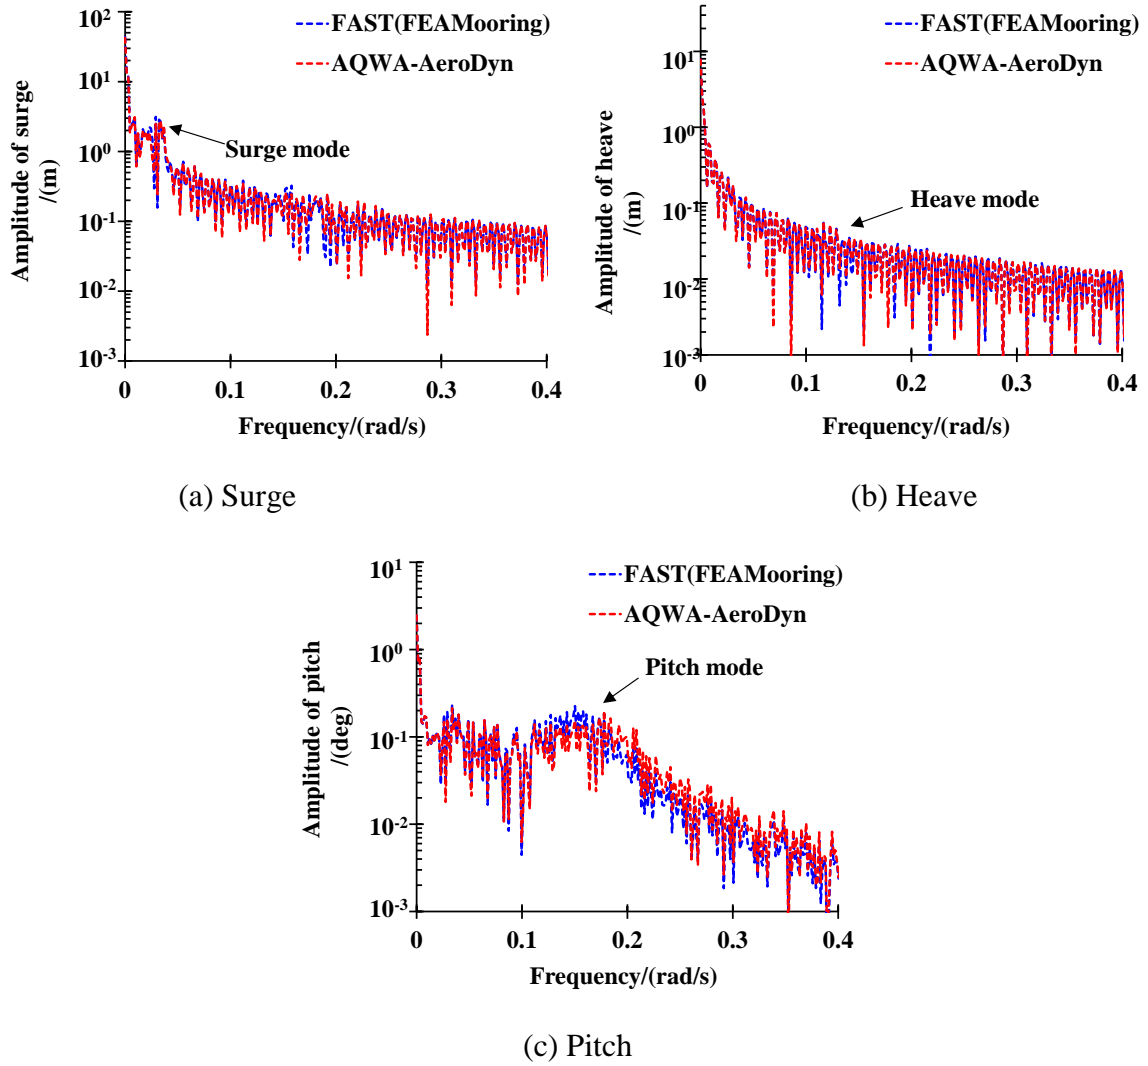 FAST(FEAMooring)
AQWA-AeroDyn
Surge mode
Amplitude of surge
/(m)
10²
10¹
10⁰
10⁻¹
10⁻²
10⁻³
0 0.1 0.2 0.3 0.4
Frequency/(rad/s)
(a) Surge
FAST(FEAMooring)
AQWA-AeroDyn
Heave mode
Amplitude of heave
/(m)
10¹
10⁰
10⁻¹
10⁻²
10⁻³
0 0.1 0.2 0.3 0.4
Frequency/(rad/s)
(b) Heave
FAST(FEAMooring)
AQWA-AeroDyn
Pitch mode
Amplitude of pitch
/(deg)
10¹
10⁰
10⁻¹
10⁻²
10⁻³
0 0.1 0.2 0.3 0.4
Frequency/(rad/s)
(c) Pitch